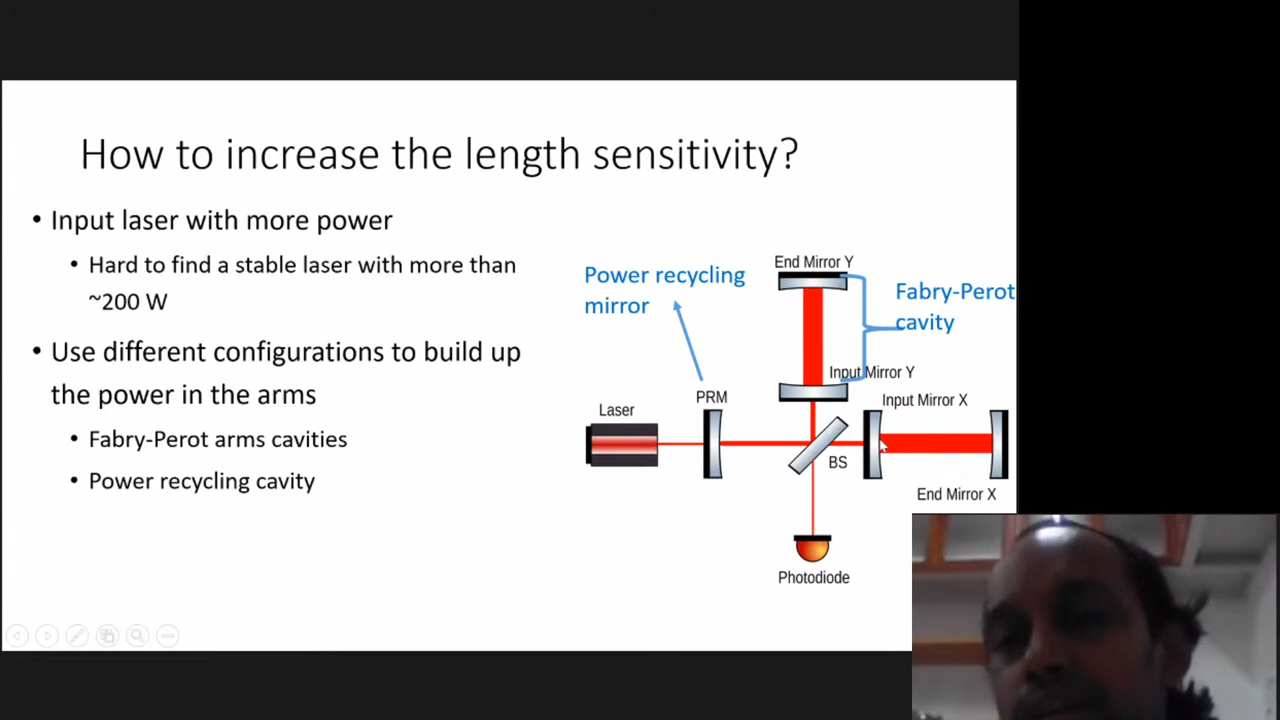 How to increase the length sensitivity?
• Input laser with more power
• Hard to find a stable laser with more than
~200 W
• Use different configurations to build up
the power in the arms
• Fabry-Perot arms cavities
• Power recycling cavity
End Mirror Y
Power recycling
mirror
Fabry-Perot
cavity
Input Mirror Y
PRM
Input Mirror X
Laser
BS
End Mirror X
Photodiode